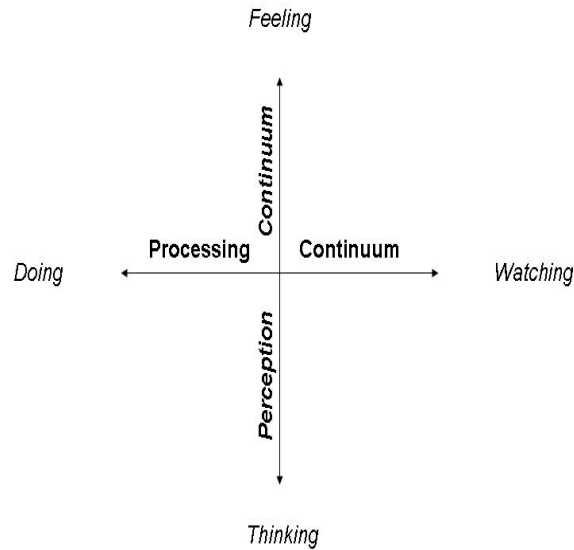 Feeling
Perception Continuum
Processing Continuum
Doing
Watching
Thinking